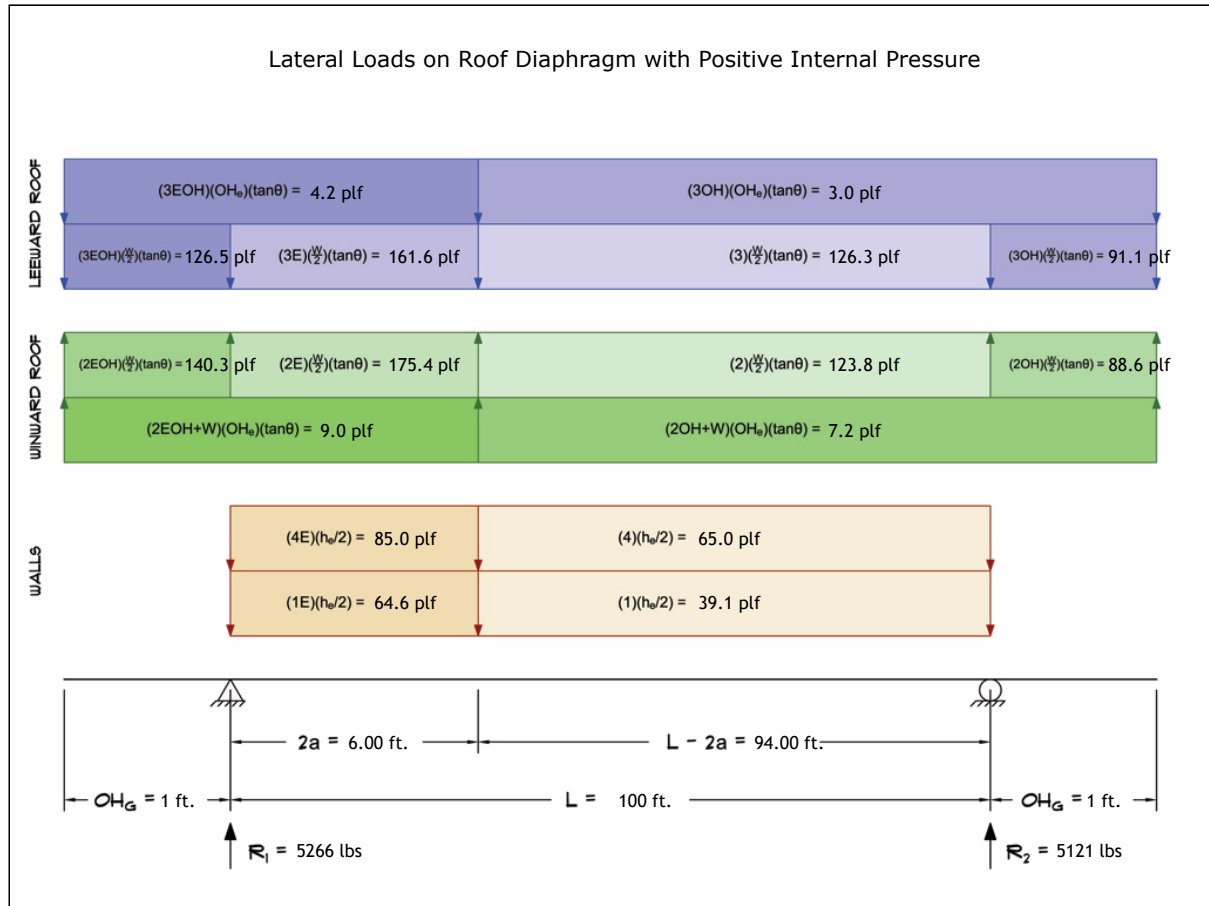 Lateral Loads on Roof Diaphragm with Positive Internal Pressure
LEEWARD ROOF
(3EOH)(OHₑ)(tanθ) = 4.2 plf
(3OH)(OHₑ)(tanθ) = 3.0 plf
(3EOH)(W/2)(tanθ) = 126.5 plf
(3E)(W/2)(tanθ) = 161.6 plf
(3)(W/2)(tanθ) = 126.3 plf
(3OH)(W/2)(tanθ) = 91.1 plf
WINWARD ROOF
(2EOH)(W/2)(tanθ) = 140.3 plf
(2E)(W/2)(tanθ) = 175.4 plf
(2)(W/2)(tanθ) = 123.8 plf
(2OH)(W/2)(tanθ) = 88.6 plf
(2EOH+W)(OHₑ)(tanθ) = 9.0 plf
(2OH+W)(OHₑ)(tanθ) = 7.2 plf
WALLS
(4E)(hₑ/2) = 85.0 plf
(4)(hₑ/2) = 65.0 plf
(1E)(hₑ/2) = 64.6 plf
(1)(hₑ/2) = 39.1 plf
2a = 6.00 ft.
L - 2a = 94.00 ft.
OH_G = 1 ft.
L = 100 ft.
OH_G = 1 ft.
R₁ = 5266 lbs
R₂ = 5121 lbs